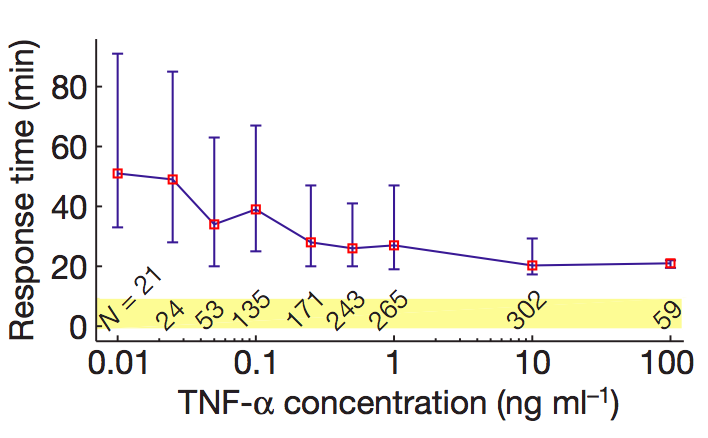 Response time (min)
80
60
40
20
0
N = 21 24 53 135 171 243 265 302 59
0.01 0.1 1 10 100
TNF-α concentration (ng ml⁻¹)